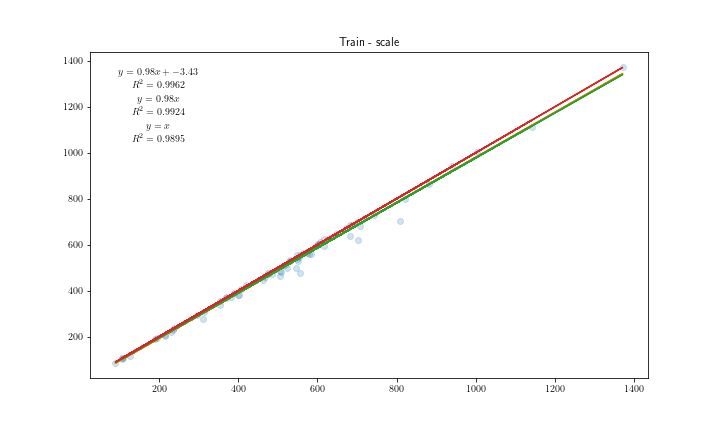 Train - scale
y = 0.98x + −3.43
R² = 0.9962
y = 0.98x
R² = 0.9924
y = x
R² = 0.9895
1400
1200
1000
800
600
400
200
200 400 600 800 1000 1200 1400